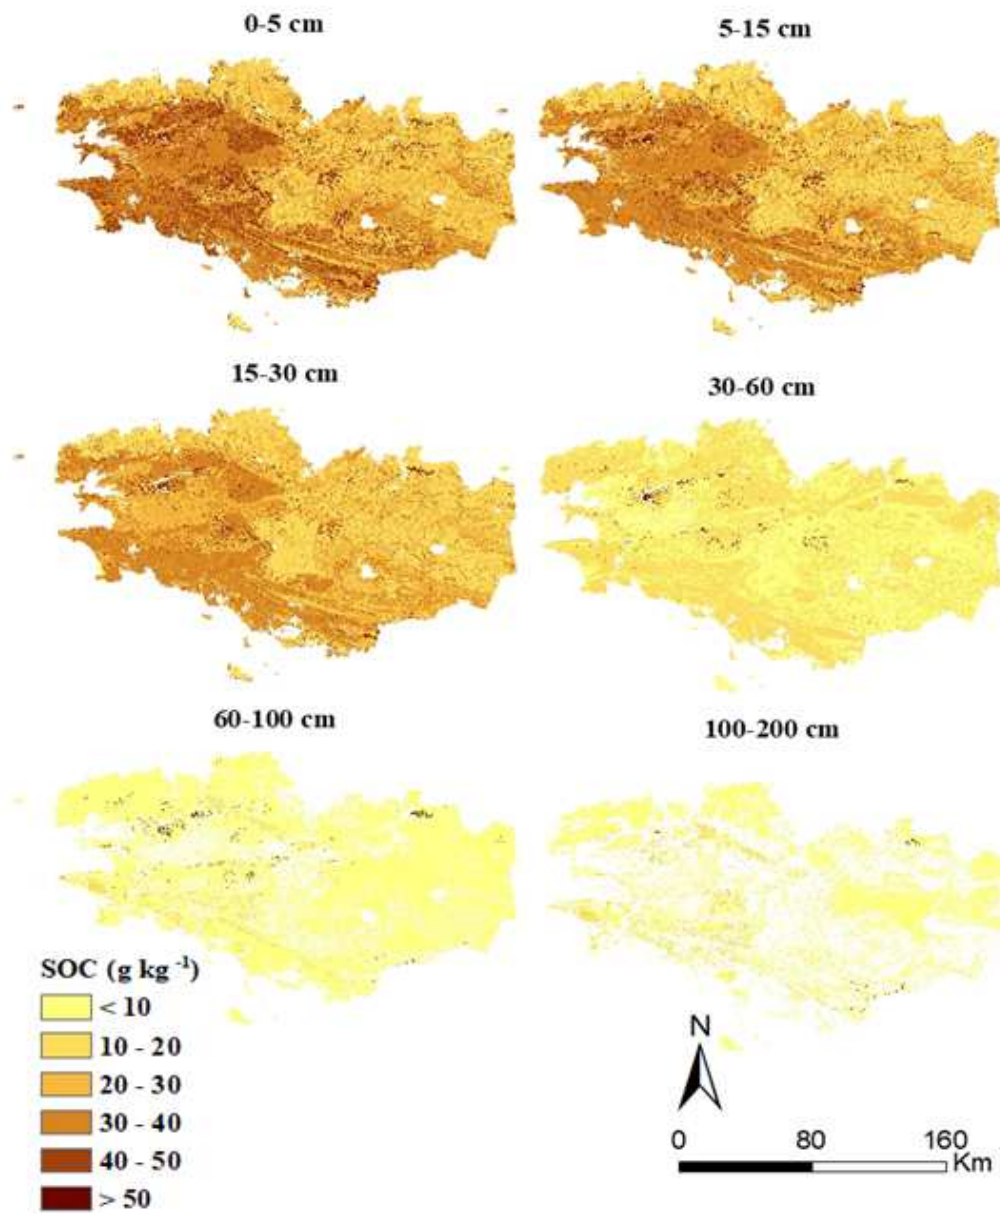 0-5 cm
5-15 cm
15-30 cm
30-60 cm
60-100 cm
100-200 cm
SOC (g kg ⁻¹)
< 10
10 - 20
20 - 30
30 - 40
40 - 50
> 50
N
0 80 160
Km